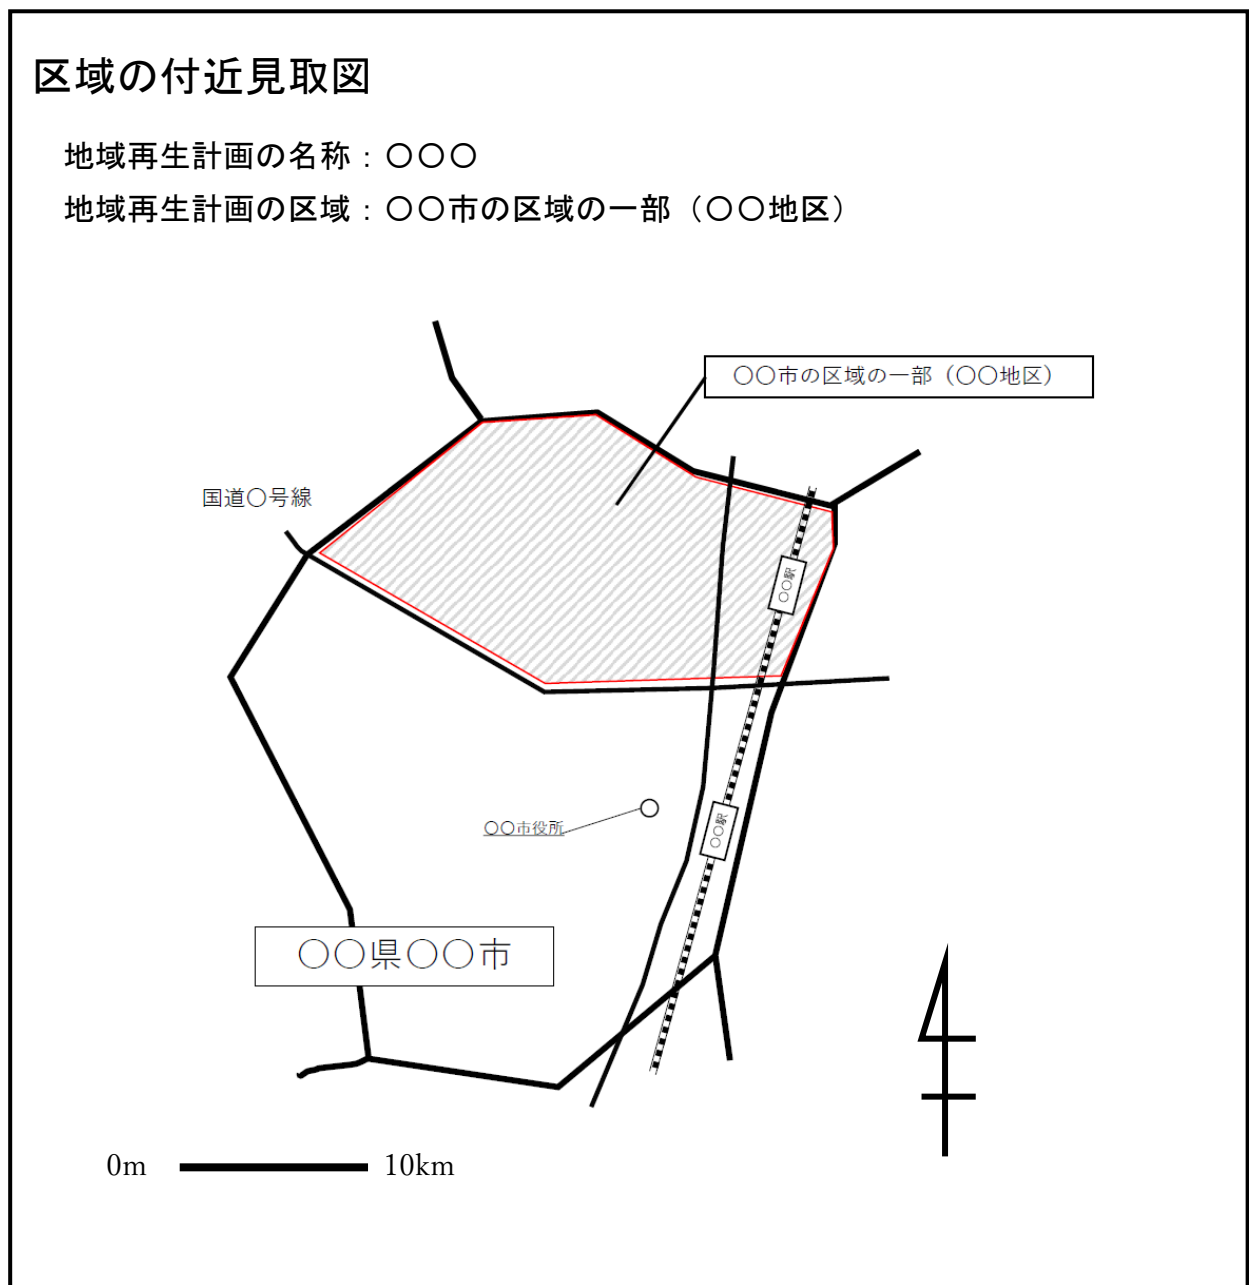 区域の付近見取図
地域再生計画の名称：〇〇〇
地域再生計画の区域：〇〇市の区域の一部（〇〇地区）
〇〇市の区域の一部（〇〇地区）
国道〇号線
〇〇駅
〇〇市役所
〇〇駅
〇〇県〇〇市
0m
10km